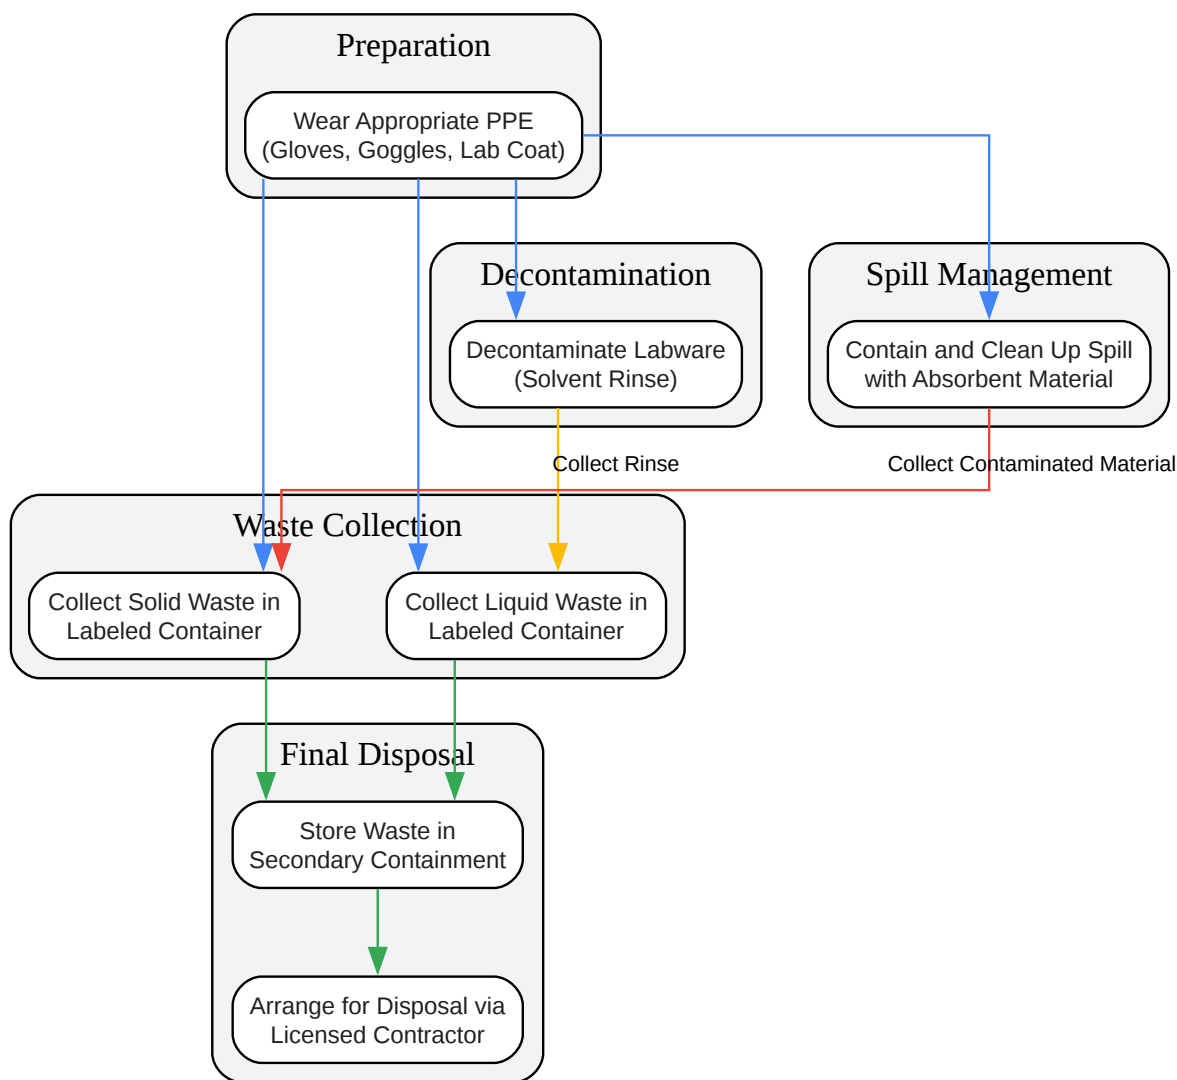 Preparation
Wear Appropriate PPE
(Gloves, Goggles, Lab Coat)
Decontamination
Decontaminate Labware
(Solvent Rinse)
Spill Management
Contain and Clean Up Spill
with Absorbent Material
Collect Rinse
Collect Contaminated Material
Waste Collection
Collect Solid Waste in
Labeled Container
Collect Liquid Waste in
Labeled Container
Final Disposal
Store Waste in
Secondary Containment
Arrange for Disposal via
Licensed Contractor